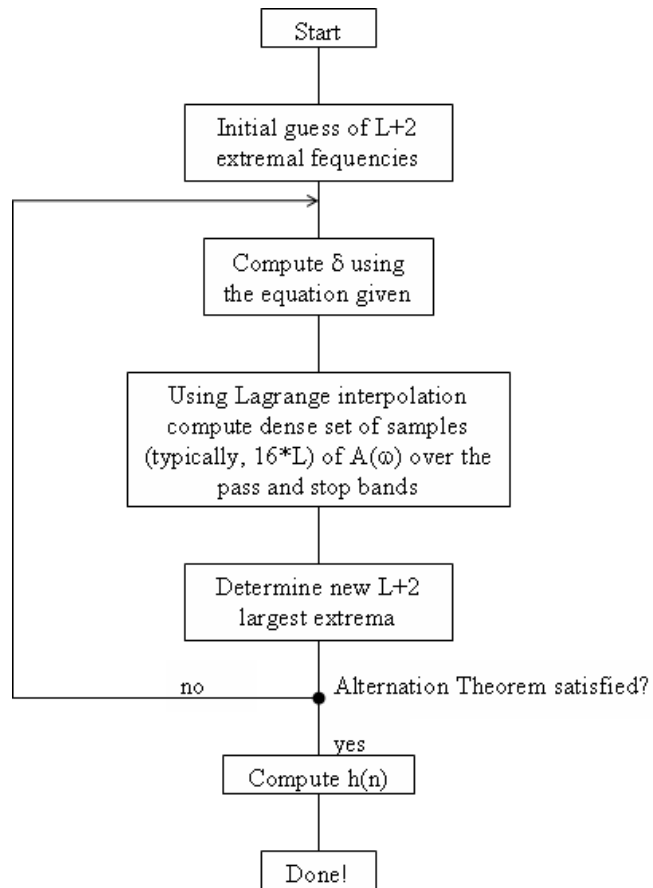 Start
Initial guess of L+2
extremal fequencies
Compute δ using
the equation given
Using Lagrange interpolation
compute dense set of samples
(typically, 16*L) of A(ω) over the
pass and stop bands
Determine new L+2
largest extrema
no
Alternation Theorem satisfied?
yes
Compute h(n)
Done!